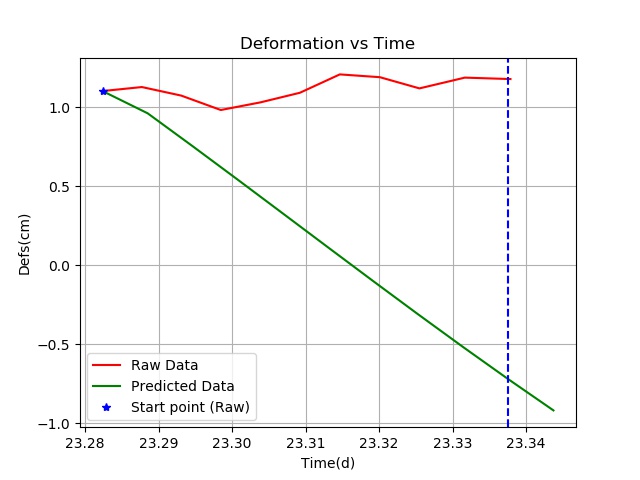 Deformation vs Time
1.0
0.5
0.0
−0.5
−1.0
Defs(cm)
Raw Data
Predicted Data
Start point (Raw)
23.28 23.29 23.30 23.31 23.32 23.33 23.34
Time(d)